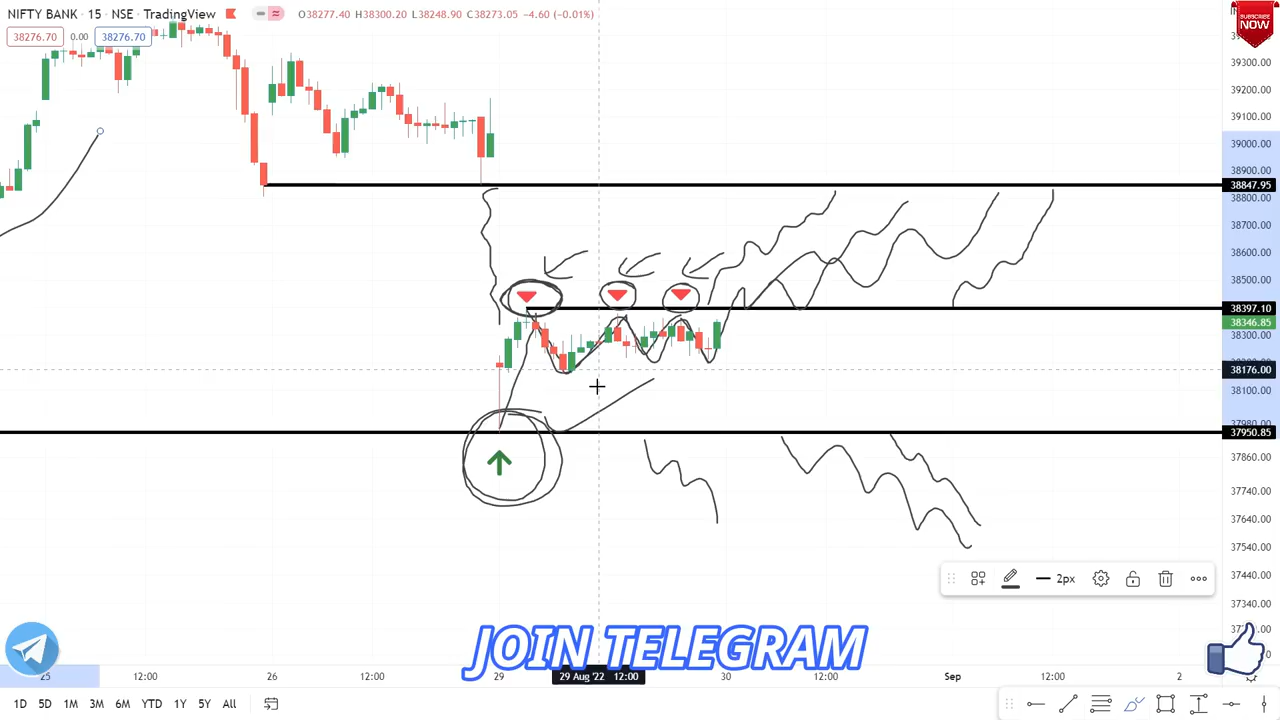 NIFTY BANK · 15 · NSE · TradingView O38277.40 H38300.20 L38248.90 C38273.05 -4.60 (-0.01%)
SUBSCRIBE
NOW
38276.70 0.00 38276.70
39300.00
39200.00
39100.00
39000.00
38900.00
38847.95
38800.00
38700.00
38600.00
38500.00
38397.10
38346.85
38300.00
38176.00
38100.00
37950.85
37860.00
37740.00
37640.00
37540.00
37440.00
37340.00
2px
JOIN TELEGRAM
25 12:00 26 12:00 29 29 Aug '22 12:00 30 12:00 Sep 12:00 2
1D 5D 1M 3M 6M YTD 1Y 5Y All